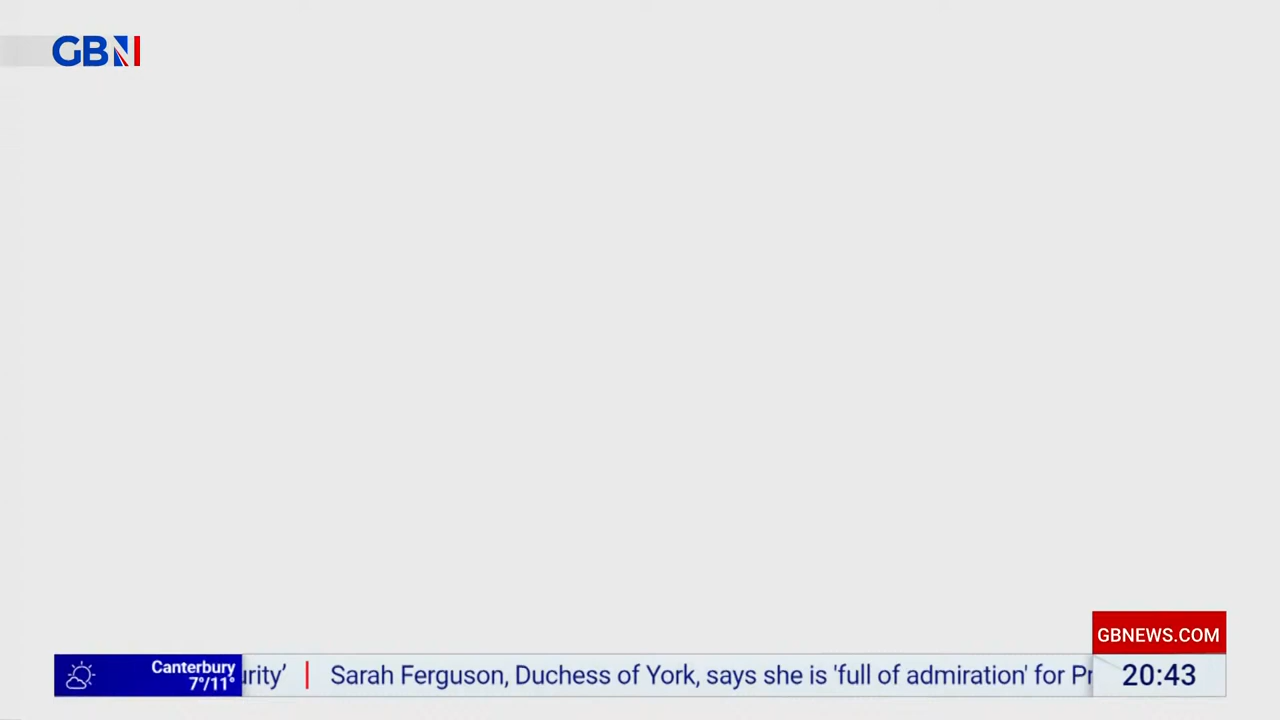 GBN
GBNEWS.COM
Canterbury
7°/11°
urity’ | Sarah Ferguson, Duchess of York, says she is 'full of admiration' for Pr
20:43